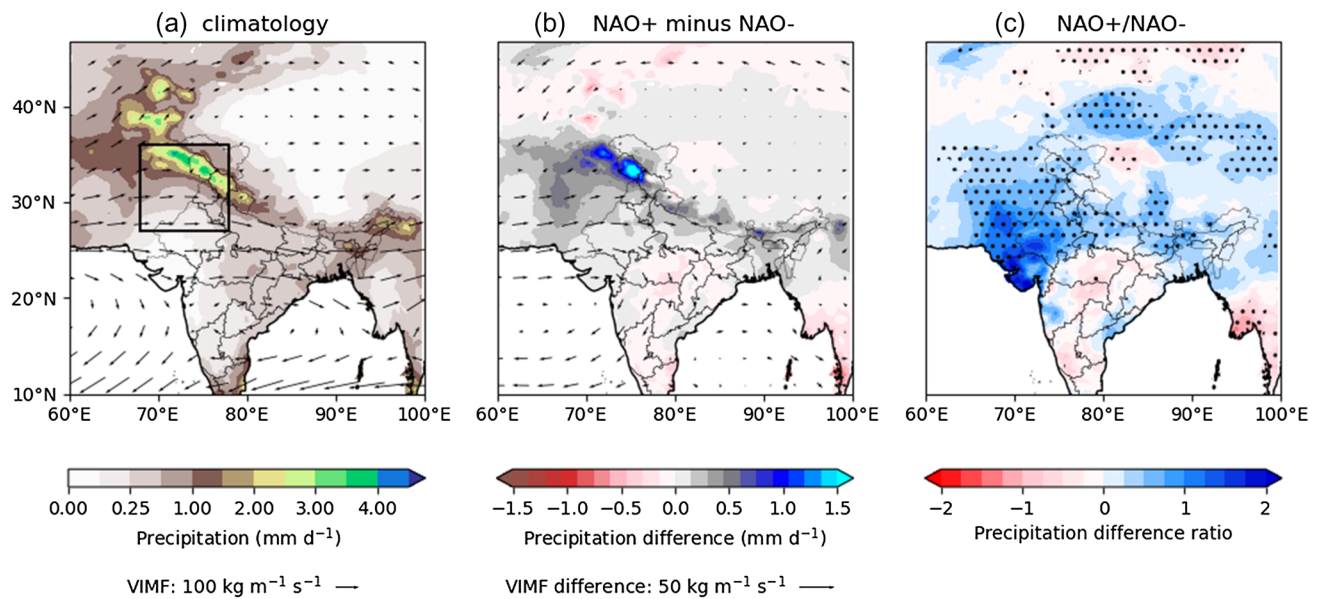 (a) climatology
(b) NAO+ minus NAO-
(c) NAO+/NAO-
40°N
30°N
20°N
10°N
60°E 70°E 80°E 90°E 100°E
60°E 70°E 80°E 90°E 100°E
60°E 70°E 80°E 90°E 100°E
0.00 0.25 1.00 2.00 3.00 4.00
−1.5 −1.0 −0.5 0.0 0.5 1.0 1.5
−2 −1 0 1 2
Precipitation (mm d⁻¹)
Precipitation difference (mm d⁻¹)
Precipitation difference ratio
VIMF: 100 kg m⁻¹ s⁻¹
VIMF difference: 50 kg m⁻¹ s⁻¹